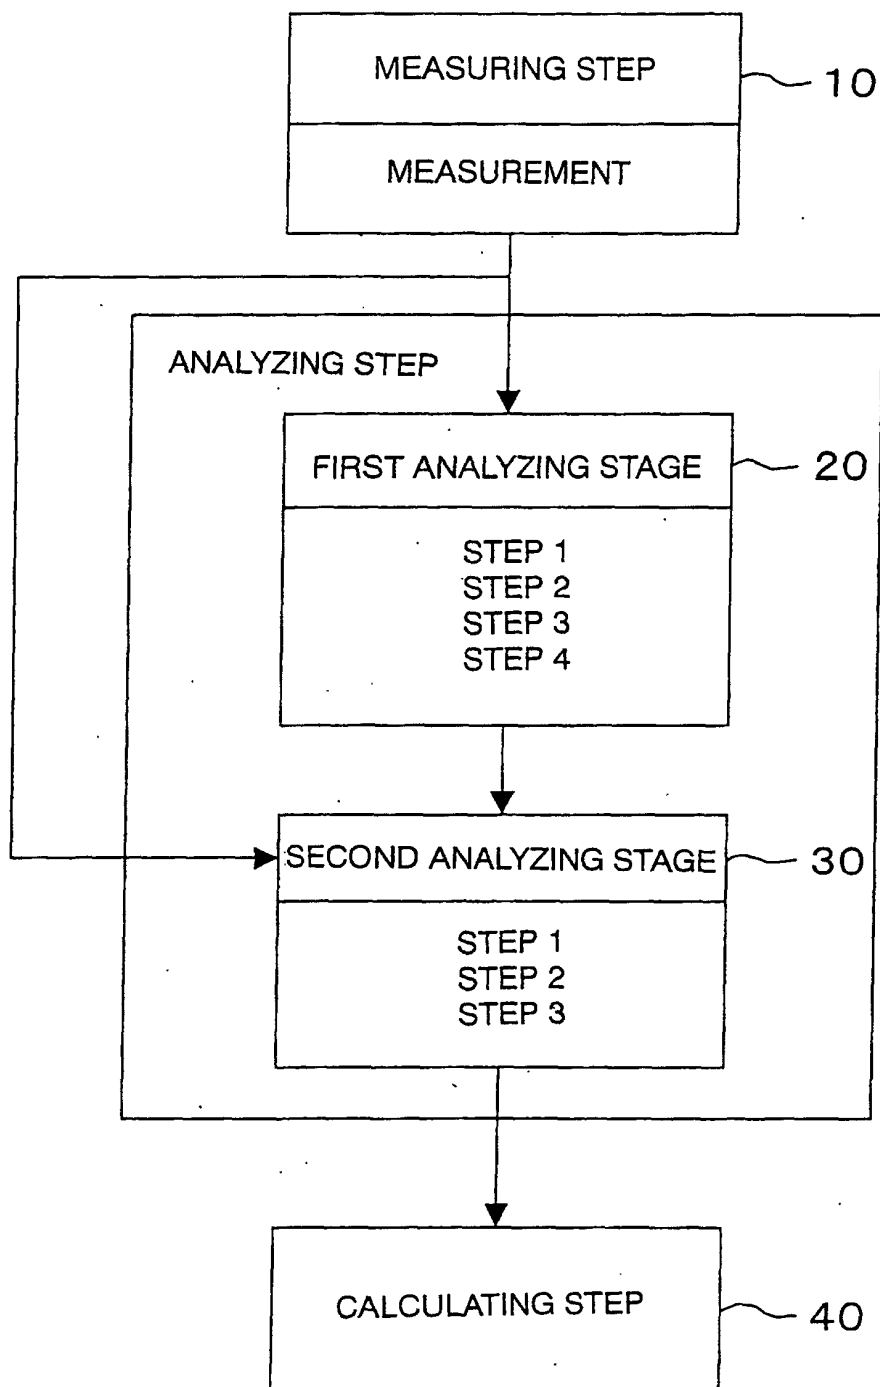 MEASURING STEP
10
MEASUREMENT
ANALYZING STEP
FIRST ANALYZING STAGE
20
STEP 1
STEP 2
STEP 3
STEP 4
SECOND ANALYZING STAGE
30
STEP 1
STEP 2
STEP 3
CALCULATING STEP
40